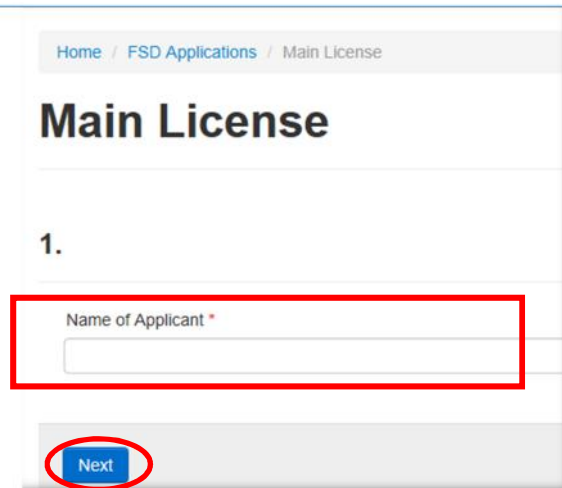 Home / FSD Applications / Main License
Main License
1.
Name of Applicant *
Next